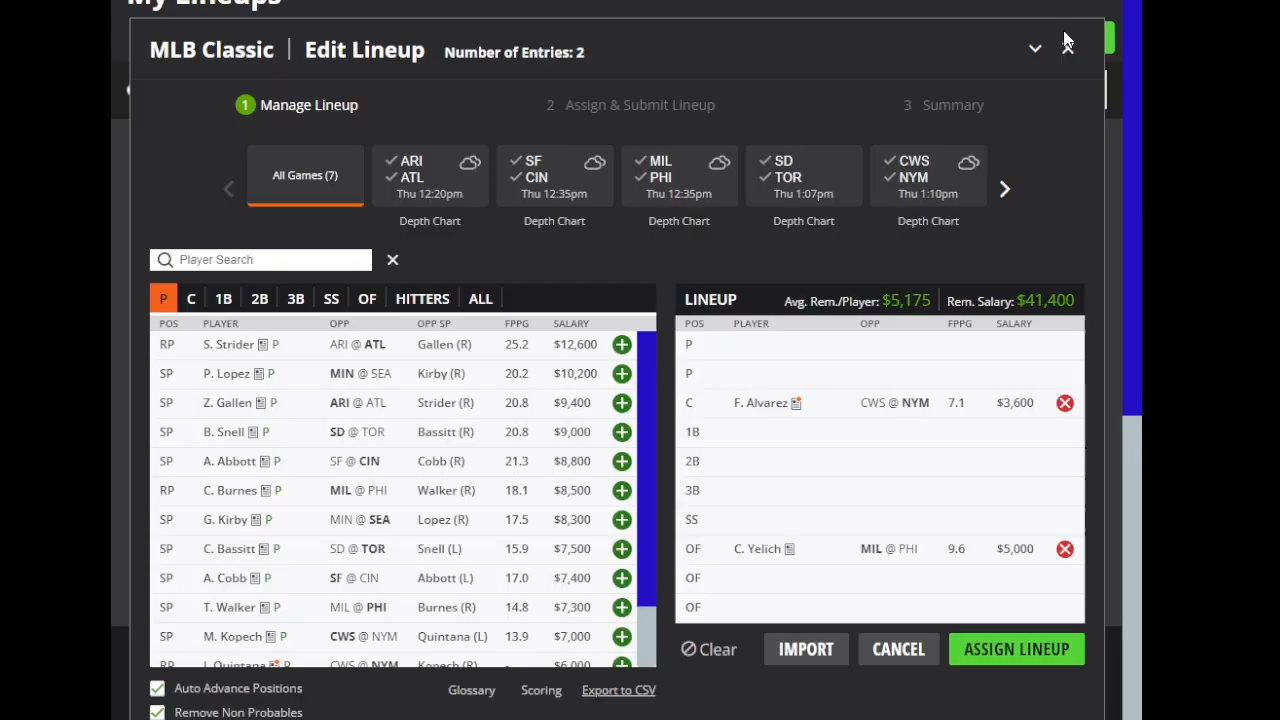 My Lineups
MLB Classic | Edit Lineup Number of Entries: 2
1 Manage Lineup 2 Assign & Submit Lineup 3 Summary
All Games (7)
ARI
ATL
Thu 12:20pm
Depth Chart
SF
CIN
Thu 12:35pm
Depth Chart
MIL
PHI
Thu 12:35pm
Depth Chart
SD
TOR
Thu 1:07pm
Depth Chart
CWS
NYM
Thu 1:10pm
Depth Chart
Player Search
P C 1B 2B 3B SS OF HITTERS ALL
POS PLAYER OPP OPP SP FPPG SALARY
RP S. Strider P ARI @ ATL Gallen (R) 25.2 $12,600
SP P. Lopez P MIN @ SEA Kirby (R) 20.2 $10,200
SP Z. Gallen P ARI @ ATL Strider (R) 20.8 $9,400
SP B. Snell P SD @ TOR Bassitt (R) 20.8 $9,000
SP A. Abbott P SF @ CIN Cobb (R) 21.3 $8,800
RP C. Burnes P MIL @ PHI Walker (R) 18.1 $8,500
SP G. Kirby P MIN @ SEA Lopez (R) 17.5 $8,300
SP C. Bassitt P SD @ TOR Snell (L) 15.9 $7,500
SP A. Cobb P SF @ CIN Abbott (L) 17.0 $7,400
SP T. Walker P MIL @ PHI Burnes (R) 14.8 $7,300
SP M. Kopech P CWS @ NYM Quintana (L) 13.9 $7,000
RP J. Quintana P CWS @ NYM Kopech (R) - $6,000
Auto Advance Positions Glossary Scoring Export to CSV
Remove Non Probables
LINEUP Avg. Rem./Player: $5,175 Rem. Salary: $41,400
POS PLAYER OPP FPPG SALARY
P
P
C F. Alvarez CWS @ NYM 7.1 $3,600
1B
2B
3B
SS
OF C. Yelich MIL @ PHI 9.6 $5,000
OF
OF
Clear IMPORT CANCEL ASSIGN LINEUP